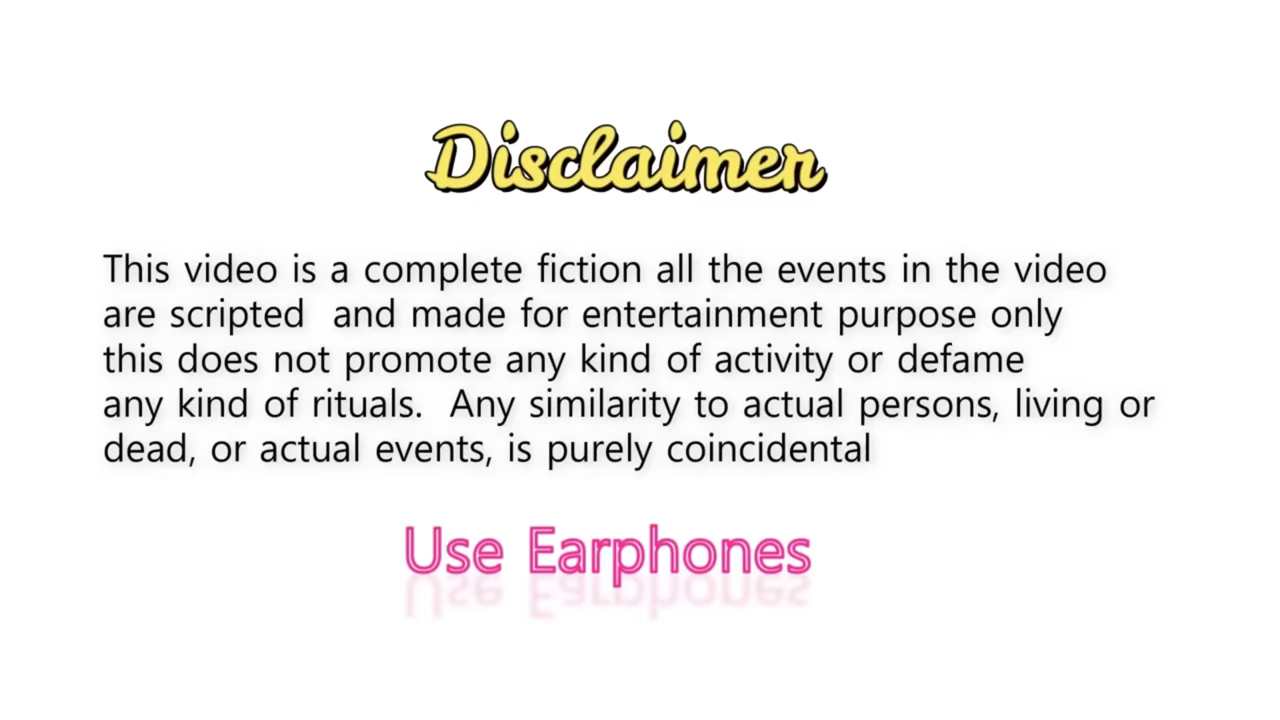 Disclaimer
This video is a complete fiction all the events in the video
are scripted  and made for entertainment purpose only
this does not promote any kind of activity or defame
any kind of rituals.  Any similarity to actual persons, living or
dead, or actual events, is purely coincidental
Use Earphones